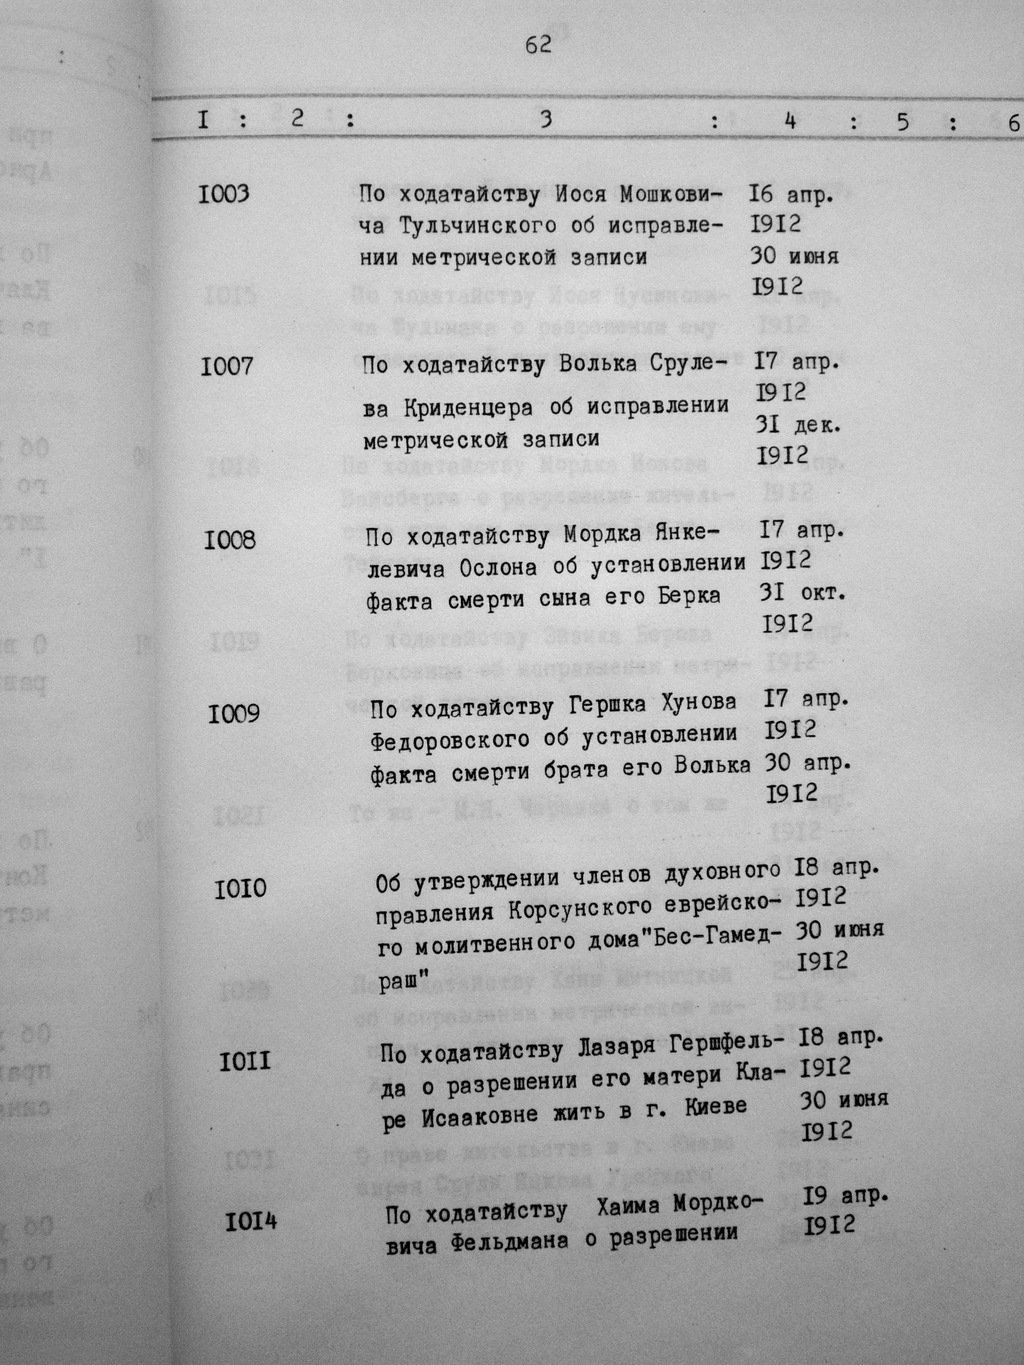 62
I : 2 : 3 : 4 : 5 : 6
I003 По ходатайству Иося Мошкови- I6 апр.
ча Тульчинского об исправле- I9I2
нии метрической записи 30 июня
I9I2
I007 По ходатайству Волька Сруле- I7 апр.
I9I2
ва Криденцера об исправлении 3I дек.
метрической записи I9I2
I008 По ходатайству Мордка Янке- I7 апр.
левича Ослона об установлении I9I2
факта смерти сына его Берка 3I окт.
I9I2
I009 По ходатайству Гершка Хунова I7 апр.
Федоровского об установлении I9I2
факта смерти брата его Волька 30 апр.
I9I2
I0I0 Об утверждении членов духовного I8 апр.
правления Корсунского еврейско- I9I2
го молитвенного дома"Бес-Гамед- 30 июня
раш" I9I2
I0II По ходатайству Лазаря Гершфель- I8 апр.
да о разрешении его матери Кла- I9I2
ре Исааковне жить в г. Киеве 30 июня
I9I2
I0I4 По ходатайству Хаима Мордко- I9 апр.
вича Фельдмана о разрешении I9I2